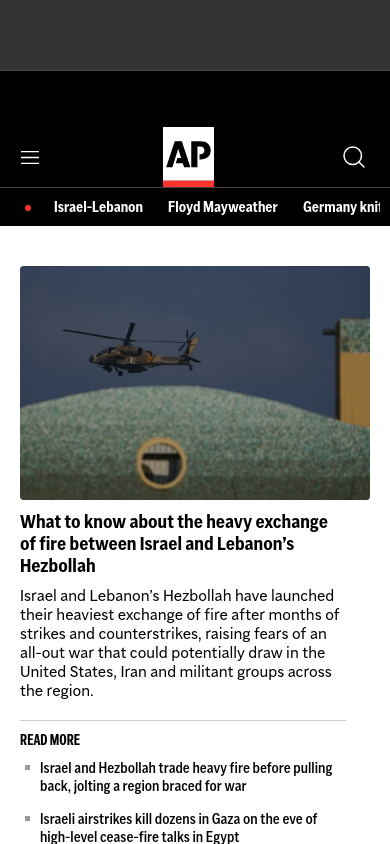 AP
Israel-Lebanon Floyd Mayweather Germany knif
What to know about the heavy exchange
of fire between Israel and Lebanon’s
Hezbollah
Israel and Lebanon’s Hezbollah have launched
their heaviest exchange of fire after months of
strikes and counterstrikes, raising fears of an
all-out war that could potentially draw in the
United States, Iran and militant groups across
the region.
READ MORE
Israel and Hezbollah trade heavy fire before pulling
back, jolting a region braced for war
Israeli airstrikes kill dozens in Gaza on the eve of
high-level cease-fire talks in Egypt